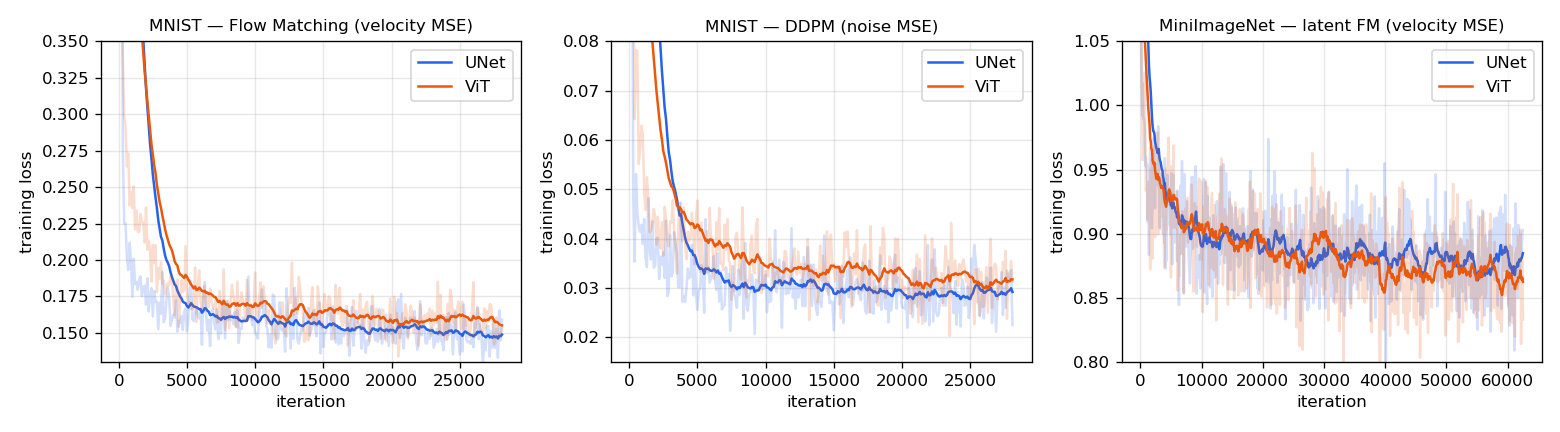 MNIST — Flow Matching (velocity MSE)
training loss
0.350
0.325
0.300
0.275
0.250
0.225
0.200
0.175
0.150
UNet
ViT
0 5000 10000 15000 20000 25000
iteration
MNIST — DDPM (noise MSE)
training loss
0.08
0.07
0.06
0.05
0.04
0.03
0.02
UNet
ViT
0 5000 10000 15000 20000 25000
iteration
MiniImageNet — latent FM (velocity MSE)
training loss
1.05
1.00
0.95
0.90
0.85
0.80
UNet
ViT
0 10000 20000 30000 40000 50000 60000
iteration